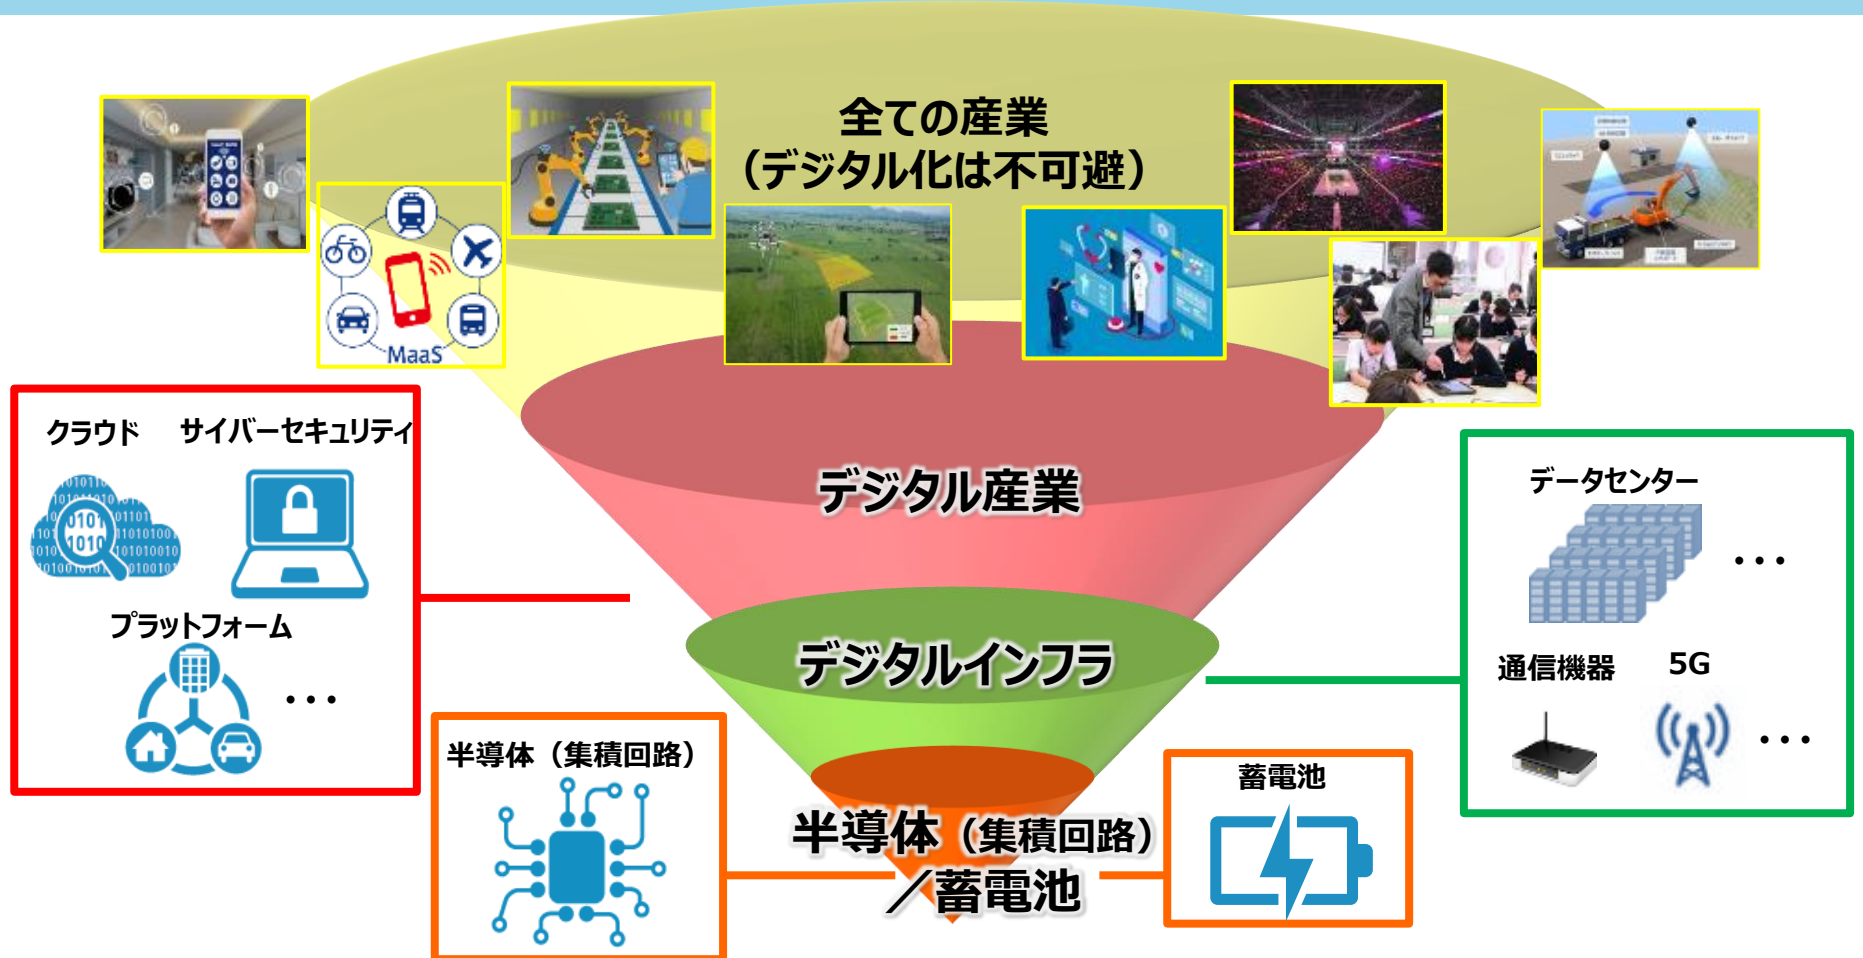 全ての産業
（デジタル化は不可避）
MaaS
クラウド
サイバーセキュリティ
プラットフォーム
・・・
デジタル産業
データセンター
・・・
デジタルインフラ
通信機器
5G
・・・
半導体（集積回路）
半導体（集積回路）
／蓄電池
蓄電池